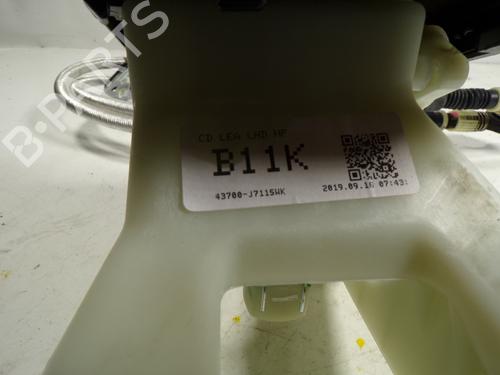 B-PARTS
CD LEA LHD HP
B11K
43700-J7115WK
2019.09.16 07:43: